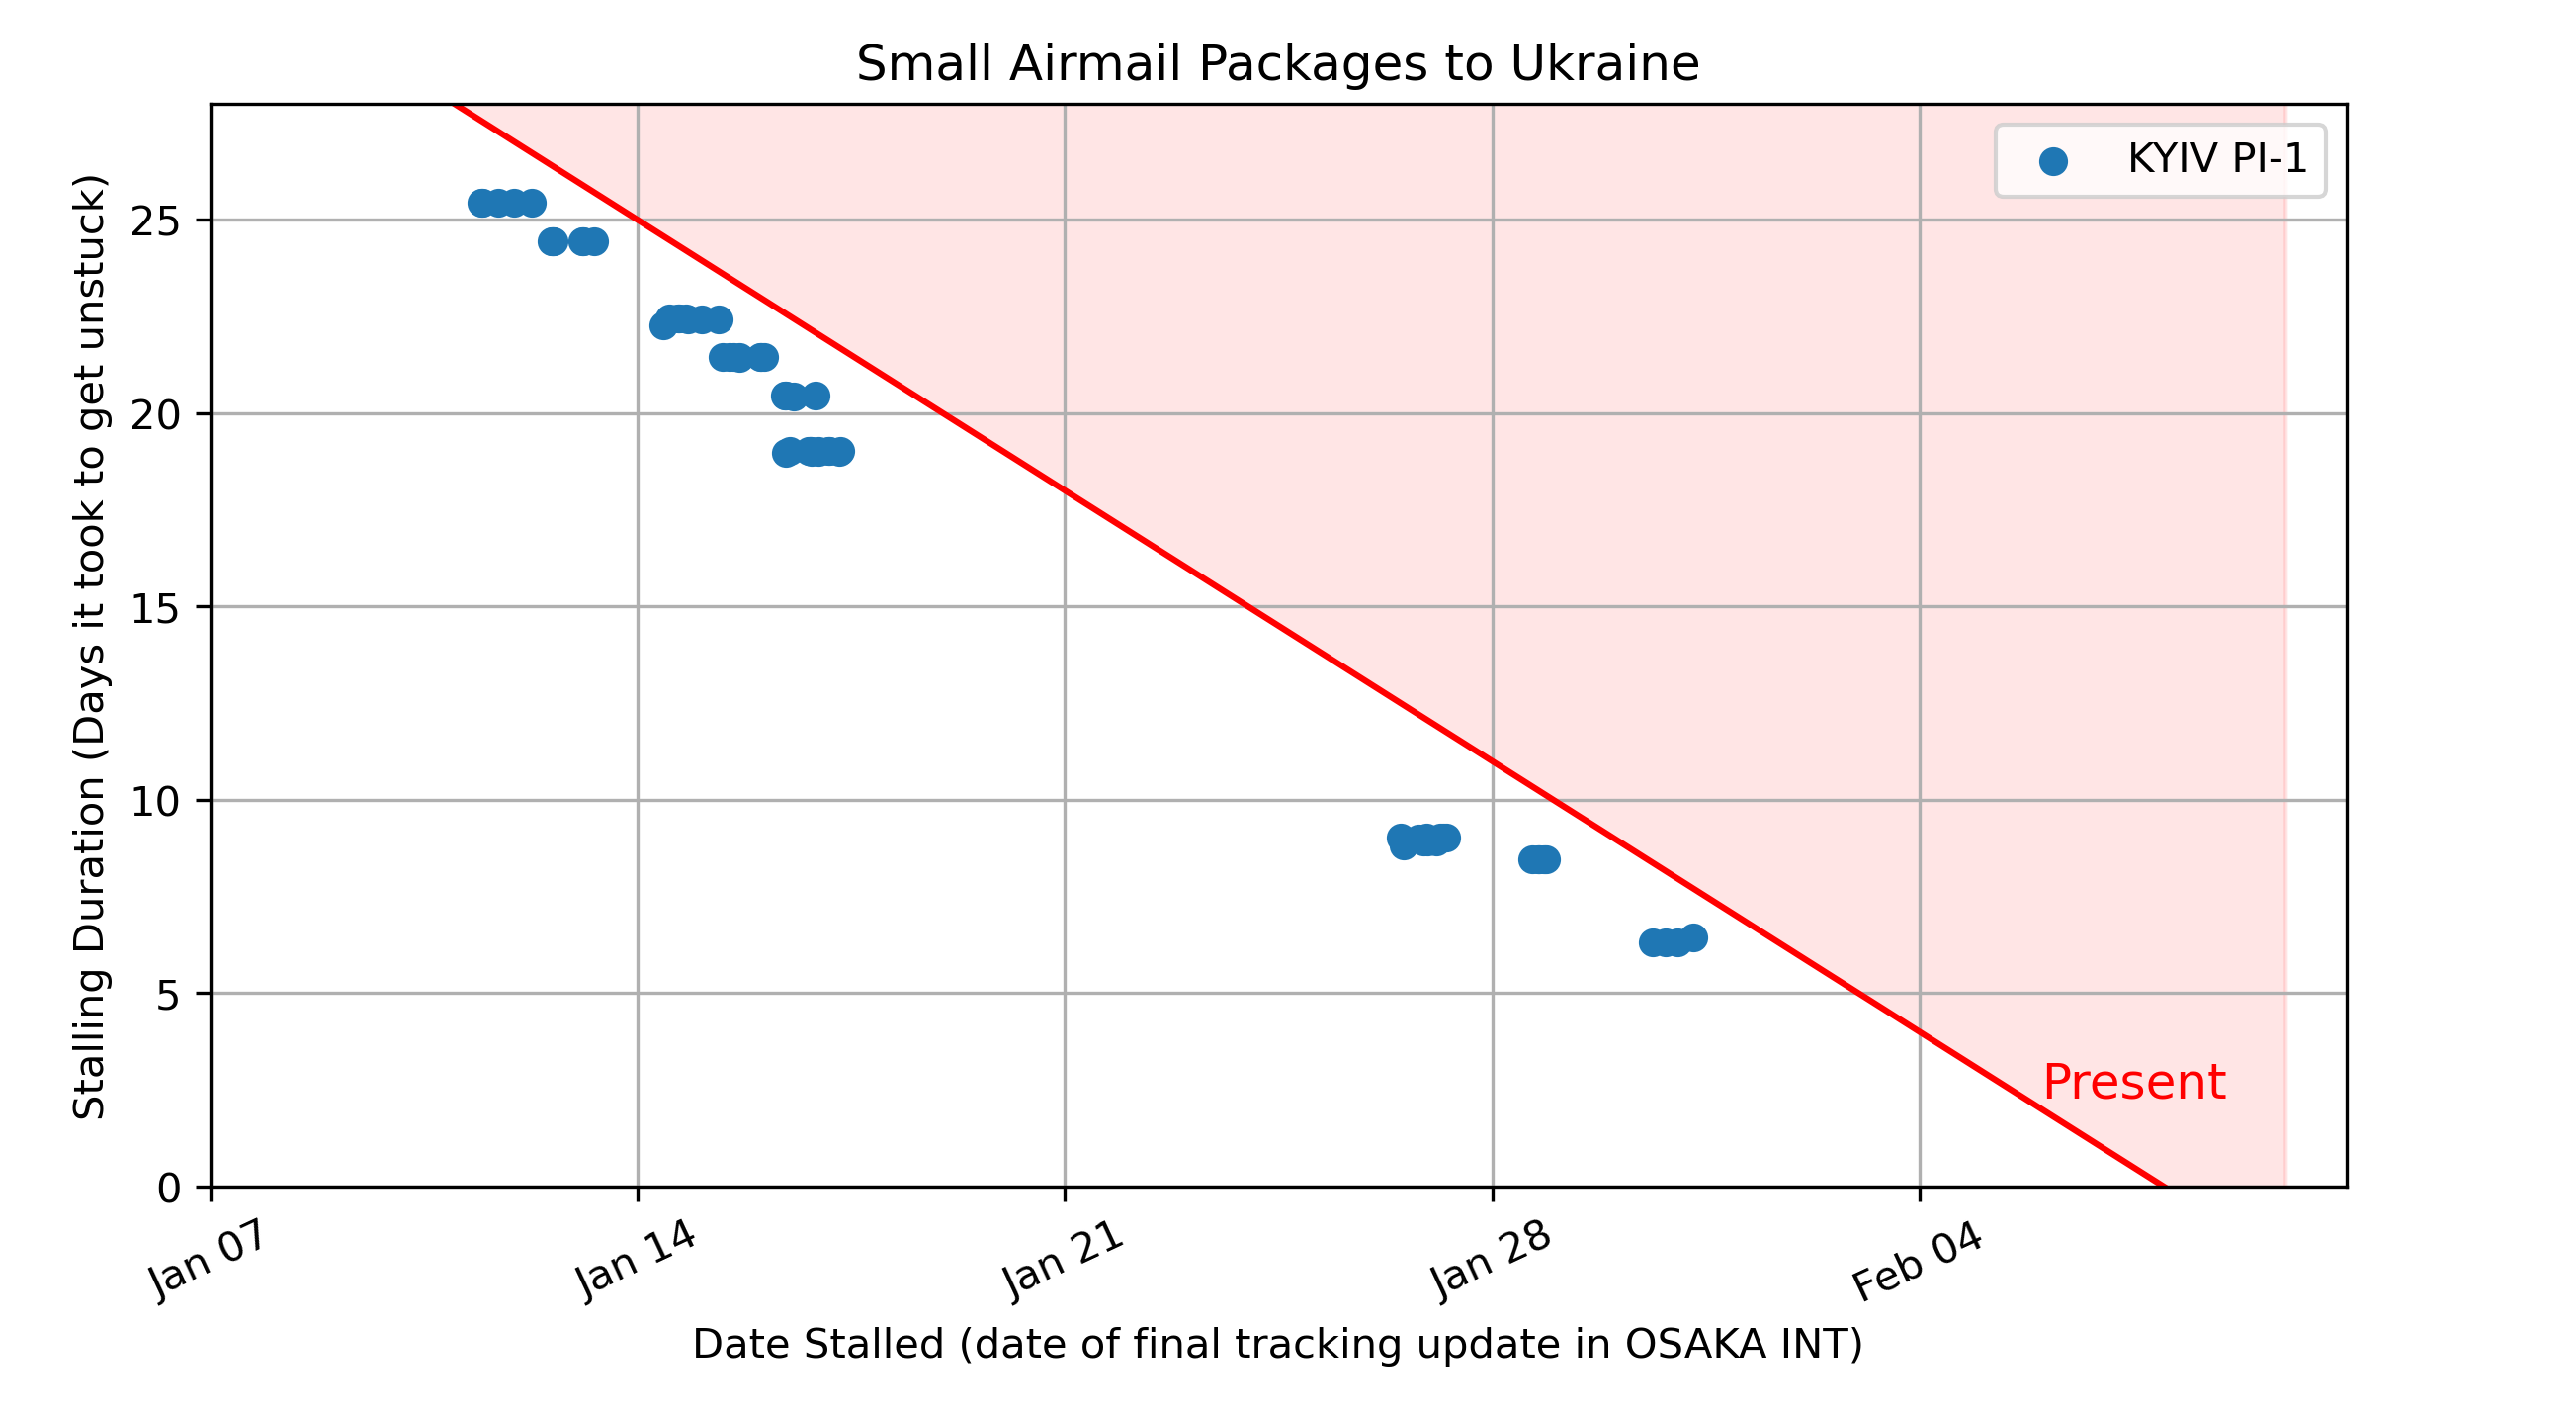 Small Airmail Packages to Ukraine
KYIV PI-1
Stalling Duration (Days it took to get unstuck)
25
20
15
10
5
0
Present
Jan 07
Jan 14
Jan 21
Jan 28
Feb 04
Date Stalled (date of final tracking update in OSAKA INT)